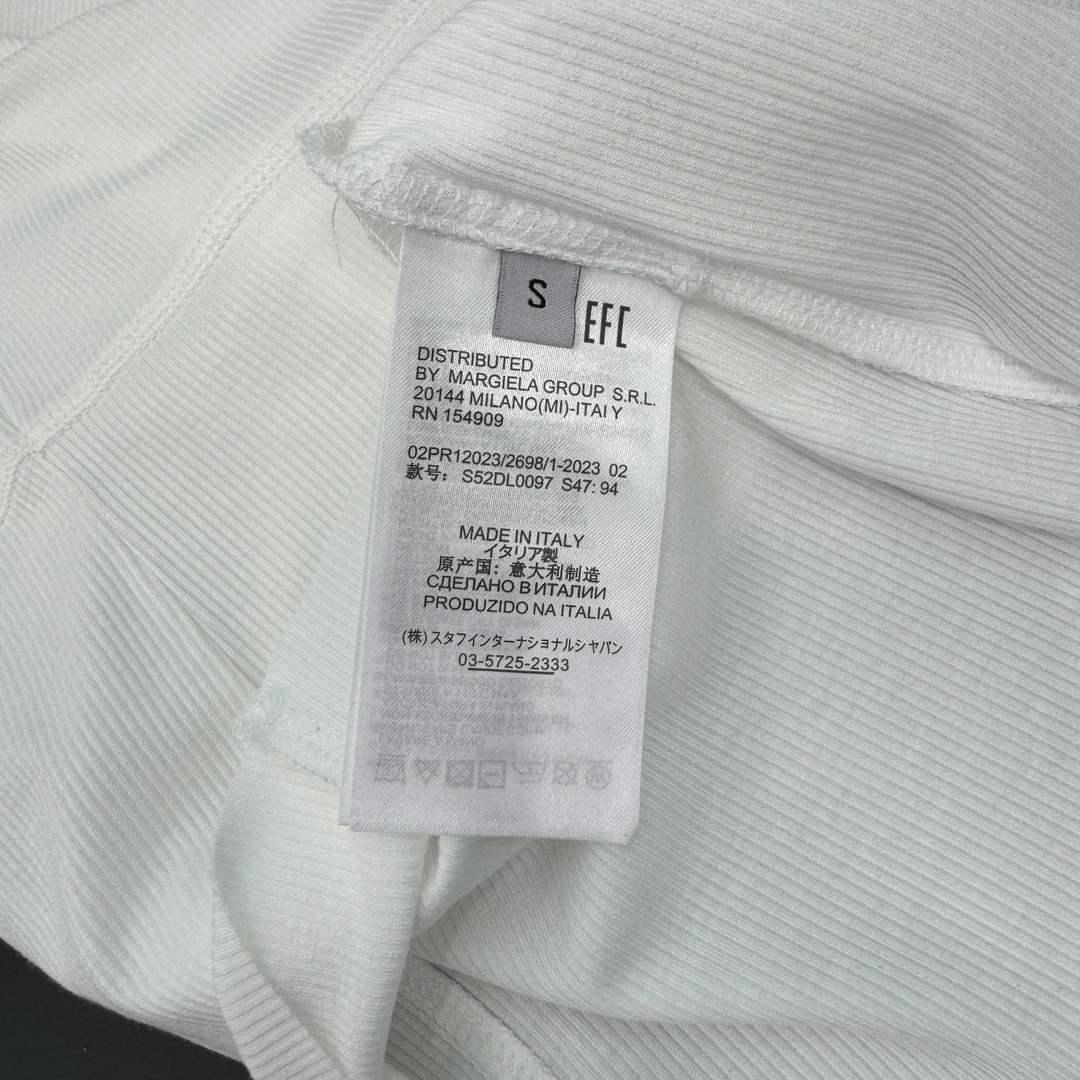 S
EAC
DISTRIBUTED
BY MARGIELA GROUP S.R.L.
20144 MILANO(MI)-ITAI Y
RN 154909
02PR12023/2698/1-2023 02
款号: S52DL0097 S47: 94
MADE IN ITALY
イタリア製
原产国: 意大利制造
СДЕЛАНО В ИТАЛИИ
PRODUZIDO NA ITALIA
(株)スタフインターナショナルシャパン
03-5725-2333